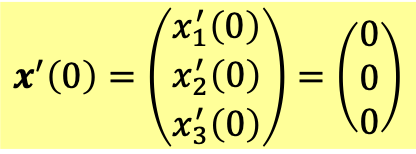 x′(0) = (x′₁(0) x′₂(0) x′₃(0)) = (0 0 0)